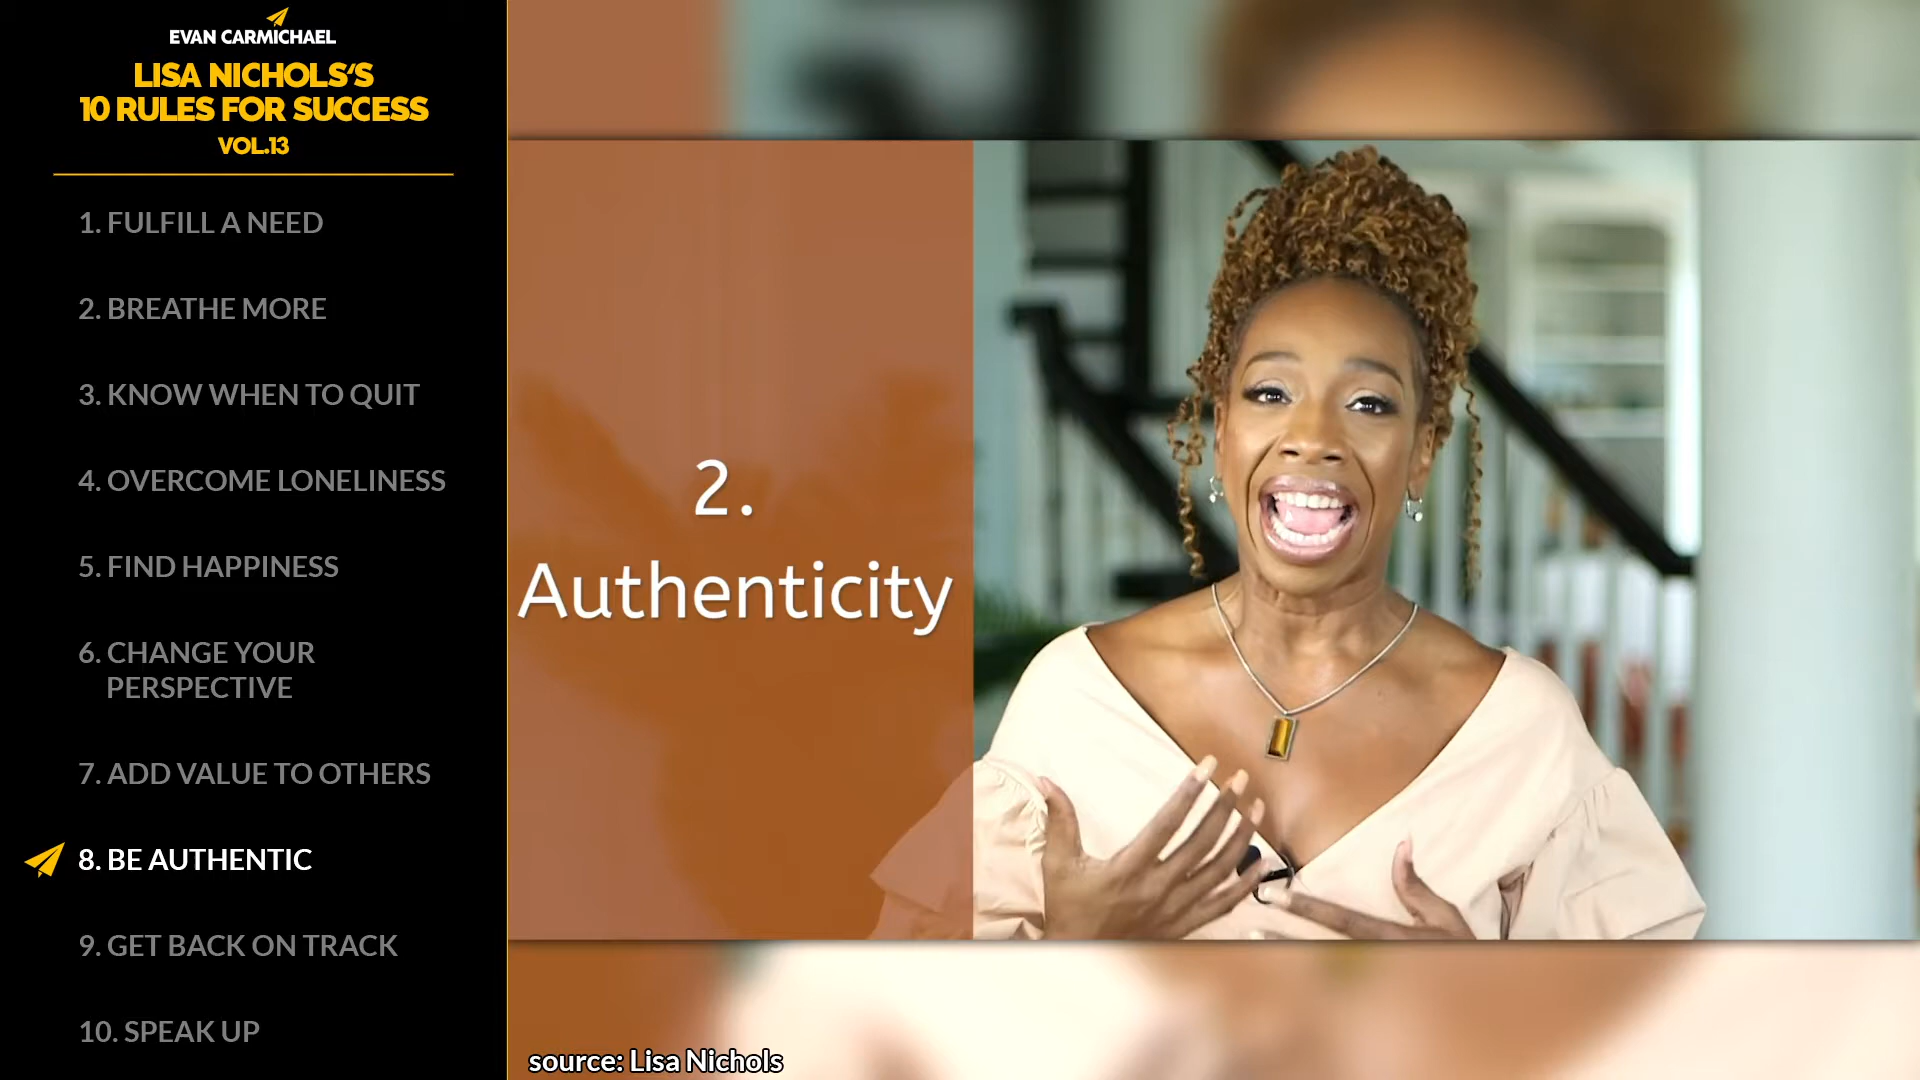 EVAN CARMICHAEL
LISA NICHOLS'S
10 RULES FOR SUCCESS
VOL.13
1. FULFILL A NEED
2. BREATHE MORE
3. KNOW WHEN TO QUIT
4. OVERCOME LONELINESS
5. FIND HAPPINESS
6. CHANGE YOUR
PERSPECTIVE
7. ADD VALUE TO OTHERS
8. BE AUTHENTIC
9. GET BACK ON TRACK
10. SPEAK UP
2.
Authenticity
source: Lisa Nichols